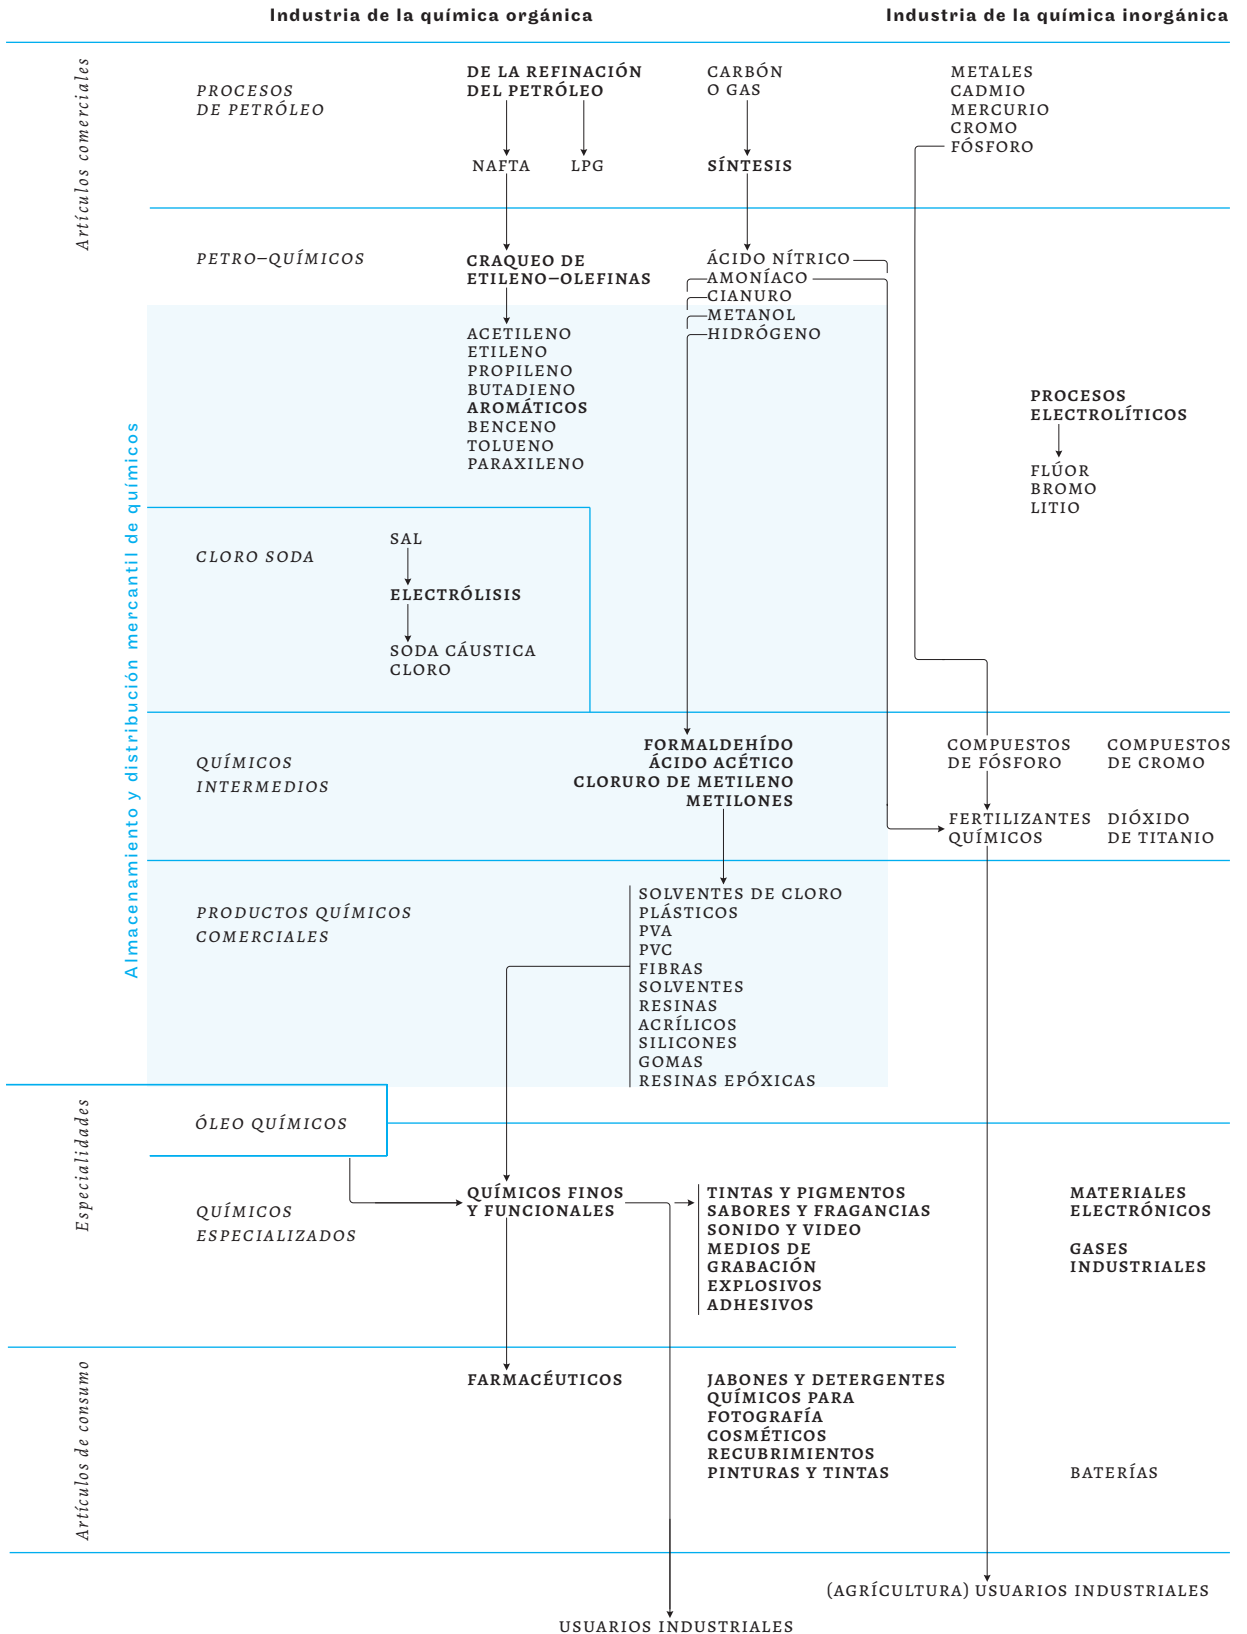 Industria de la química orgánica
Industria de la química inorgánica
Artículos comerciales
PROCESOS
DE PETRÓLEO
DE LA REFINACIÓN
DEL PETRÓLEO
NAFTA
LPG
CARBÓN
O GAS
SÍNTESIS
METALES
CADMIO
MERCURIO
CROMO
FÓSFORO
PETRO–QUÍMICOS
CRAQUEO DE
ETILENO–OLEFINAS
ACETILENO
ETILENO
PROPILENO
BUTADIENO
AROMÁTICOS
BENCENO
TOLUENO
PARAXILENO
ÁCIDO NÍTRICO
AMONÍACO
CIANURO
METANOL
HIDRÓGENO
PROCESOS
ELECTROLÍTICOS
FLÚOR
BROMO
LITIO
Almacenamiento y distribución mercantil de químicos
CLORO SODA
SAL
ELECTRÓLISIS
SODA CÁUSTICA
CLORO
QUÍMICOS
INTERMEDIOS
FORMALDEHÍDO
ÁCIDO ACÉTICO
CLORURO DE METILENO
METILONES
COMPUESTOS
DE FÓSFORO
COMPUESTOS
DE CROMO
FERTILIZANTES
QUÍMICOS
DIÓXIDO
DE TITANIO
PRODUCTOS QUÍMICOS
COMERCIALES
SOLVENTES DE CLORO
PLÁSTICOS
PVA
PVC
FIBRAS
SOLVENTES
RESINAS
ACRÍLICOS
SILICONES
GOMAS
RESINAS EPÓXICAS
Especialidades
ÓLEO QUÍMICOS
QUÍMICOS
ESPECIALIZADOS
QUÍMICOS FINOS
Y FUNCIONALES
TINTAS Y PIGMENTOS
SABORES Y FRAGANCIAS
SONIDO Y VIDEO
MEDIOS DE
GRABACIÓN
EXPLOSIVOS
ADHESIVOS
MATERIALES
ELECTRÓNICOS
GASES
INDUSTRIALES
Artículos de consumo
FARMACÉUTICOS
JABONES Y DETERGENTES
QUÍMICOS PARA
FOTOGRAFÍA
COSMÉTICOS
RECUBRIMIENTOS
PINTURAS Y TINTAS
BATERÍAS
(AGRÍCULTURA) USUARIOS INDUSTRIALES
USUARIOS INDUSTRIALES